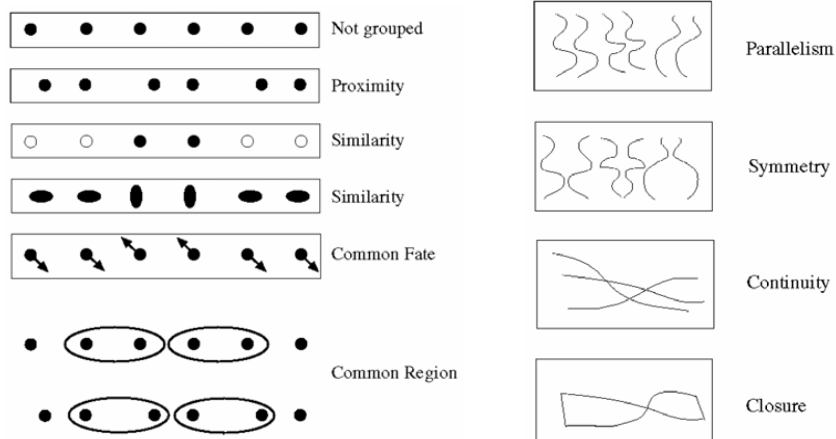 Not grouped
Proximity
Similarity
Similarity
Common Fate
Common Region
Parallelism
Symmetry
Continuity
Closure